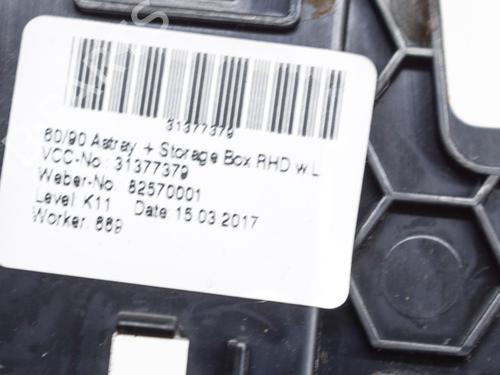 31377379
60/90 Astray + Storage Box RHD w L
VCC-No.: 31377379
Weber-No. 82570001
Level: K11 Date: 15.03.2017
Worker: 669